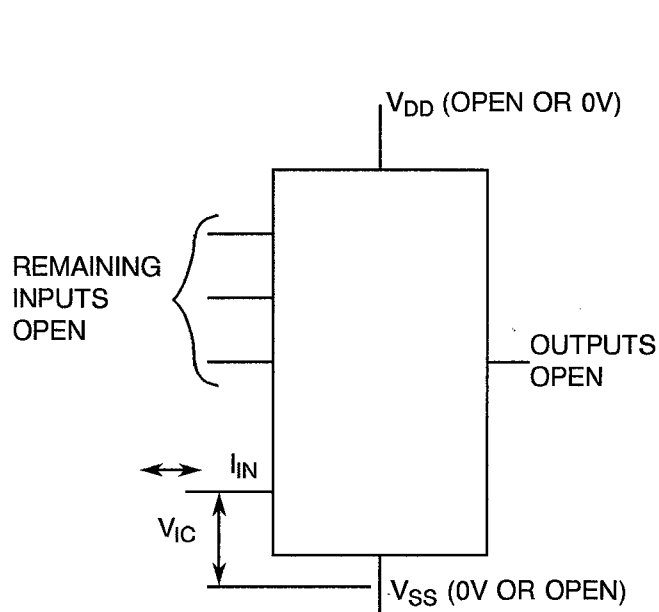 VDD (OPEN OR 0V)
REMAINING
INPUTS
OPEN
OUTPUTS
OPEN
IIN
VIC
VSS (0V OR OPEN)